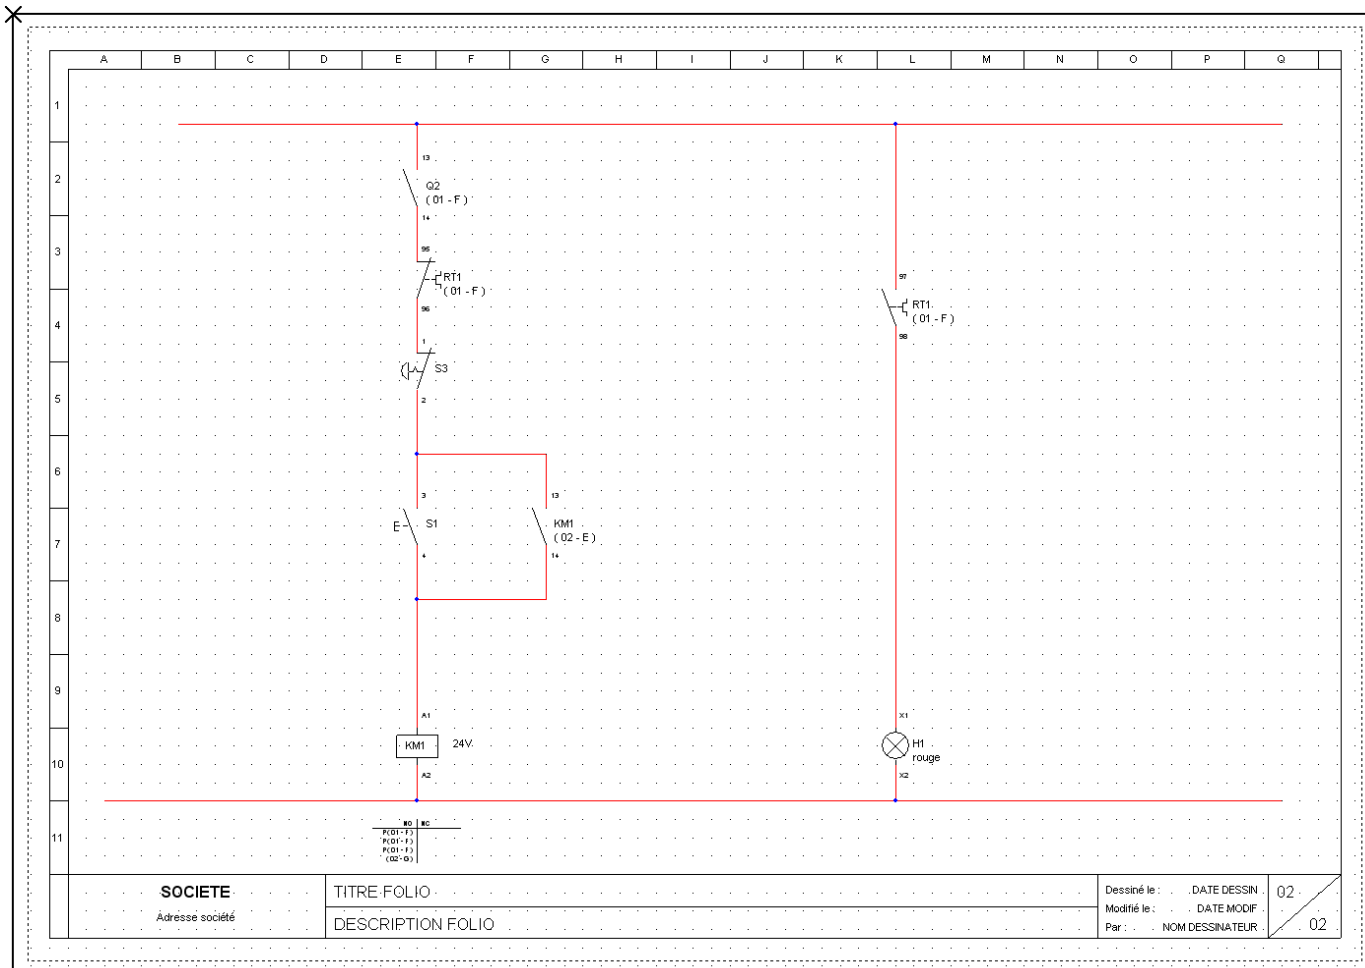 A B C D E F G H I J K L M N O P Q
1
2
3
4
5
6
7
8
9
10
11
13
Q2
( 01 - F )
14
95
RT1
( 01 - F )
96
1
S3
2
3
S1
4
13
KM1
( 02 - E )
14
A1
KM1 24V
A2
97
RT1
( 01 - F )
98
X1
H1
rouge
X2
NO NC
P(01-F)
P(01-F)
P(01-F)
(02-G)
SOCIETE
Adresse société
TITRE FOLIO
DESCRIPTION FOLIO
Dessiné le : DATE DESSIN
Modifié le : DATE MODIF
Par : NOM DESSINATEUR
02
02